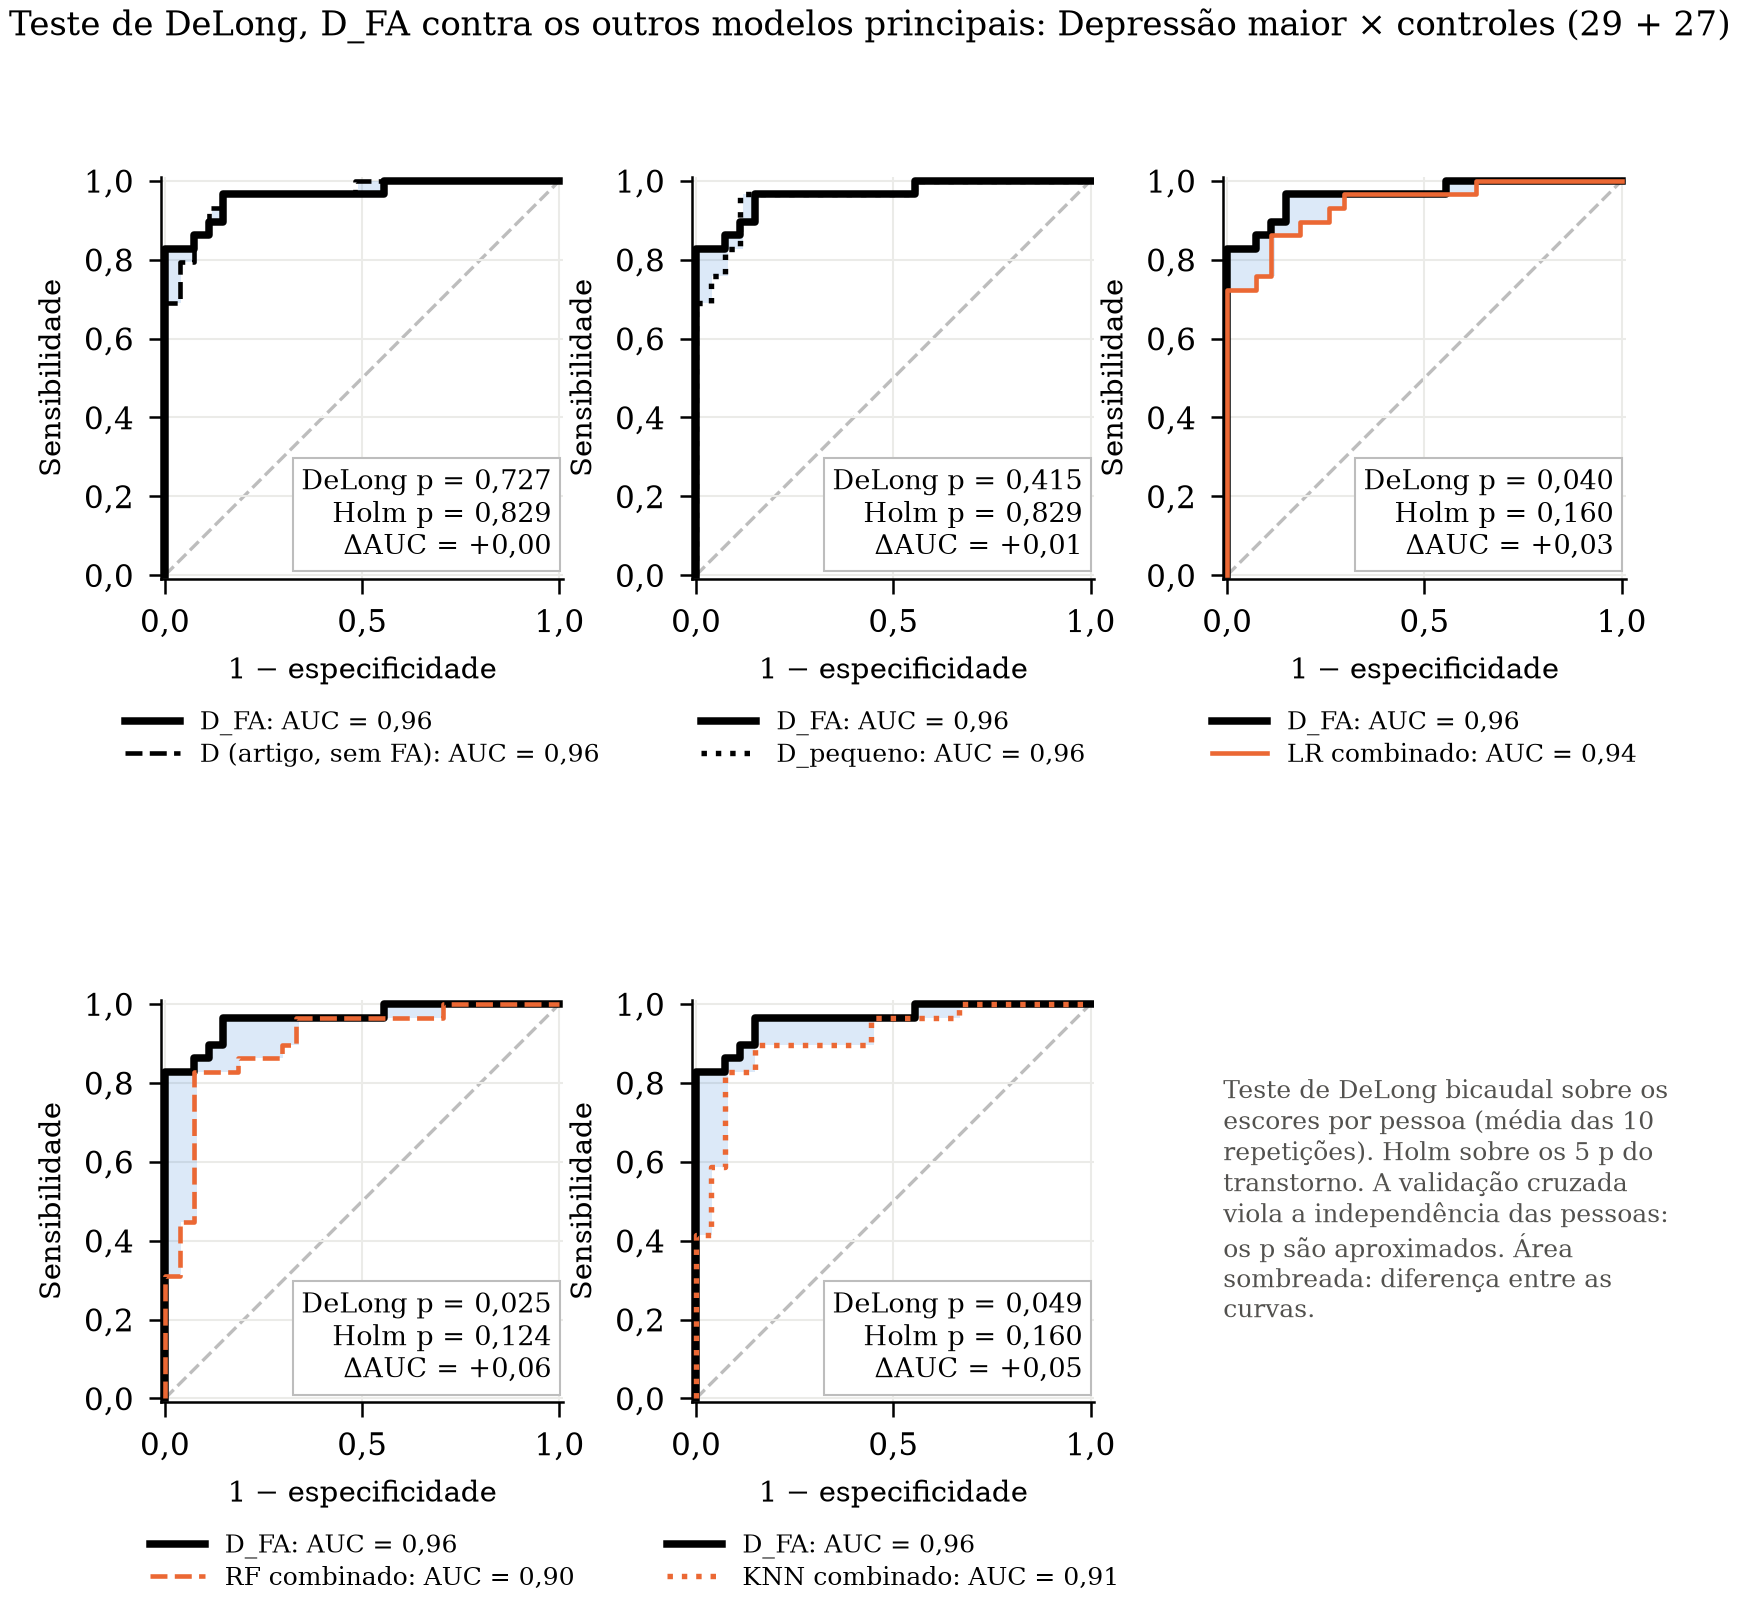 Teste de DeLong, D_FA contra os outros modelos principais: Depressão maior × controles (29 + 27)
Sensibilidade
1,0
0,8
0,6
0,4
0,2
0,0
DeLong p = 0,727
Holm p = 0,829
ΔAUC = +0,00
0,0 0,5 1,0
1 − especificidade
D_FA: AUC = 0,96
D (artigo, sem FA): AUC = 0,96
Sensibilidade
1,0
0,8
0,6
0,4
0,2
0,0
DeLong p = 0,415
Holm p = 0,829
ΔAUC = +0,01
0,0 0,5 1,0
1 − especificidade
D_FA: AUC = 0,96
D_pequeno: AUC = 0,96
Sensibilidade
1,0
0,8
0,6
0,4
0,2
0,0
DeLong p = 0,040
Holm p = 0,160
ΔAUC = +0,03
0,0 0,5 1,0
1 − especificidade
D_FA: AUC = 0,96
LR combinado: AUC = 0,94
Sensibilidade
1,0
0,8
0,6
0,4
0,2
0,0
DeLong p = 0,025
Holm p = 0,124
ΔAUC = +0,06
0,0 0,5 1,0
1 − especificidade
D_FA: AUC = 0,96
RF combinado: AUC = 0,90
Sensibilidade
1,0
0,8
0,6
0,4
0,2
0,0
DeLong p = 0,049
Holm p = 0,160
ΔAUC = +0,05
0,0 0,5 1,0
1 − especificidade
D_FA: AUC = 0,96
KNN combinado: AUC = 0,91
Teste de DeLong bicaudal sobre os
escores por pessoa (média das 10
repetições). Holm sobre os 5 p do
transtorno. A validação cruzada
viola a independência das pessoas:
os p são aproximados. Área
sombreada: diferença entre as
curvas.